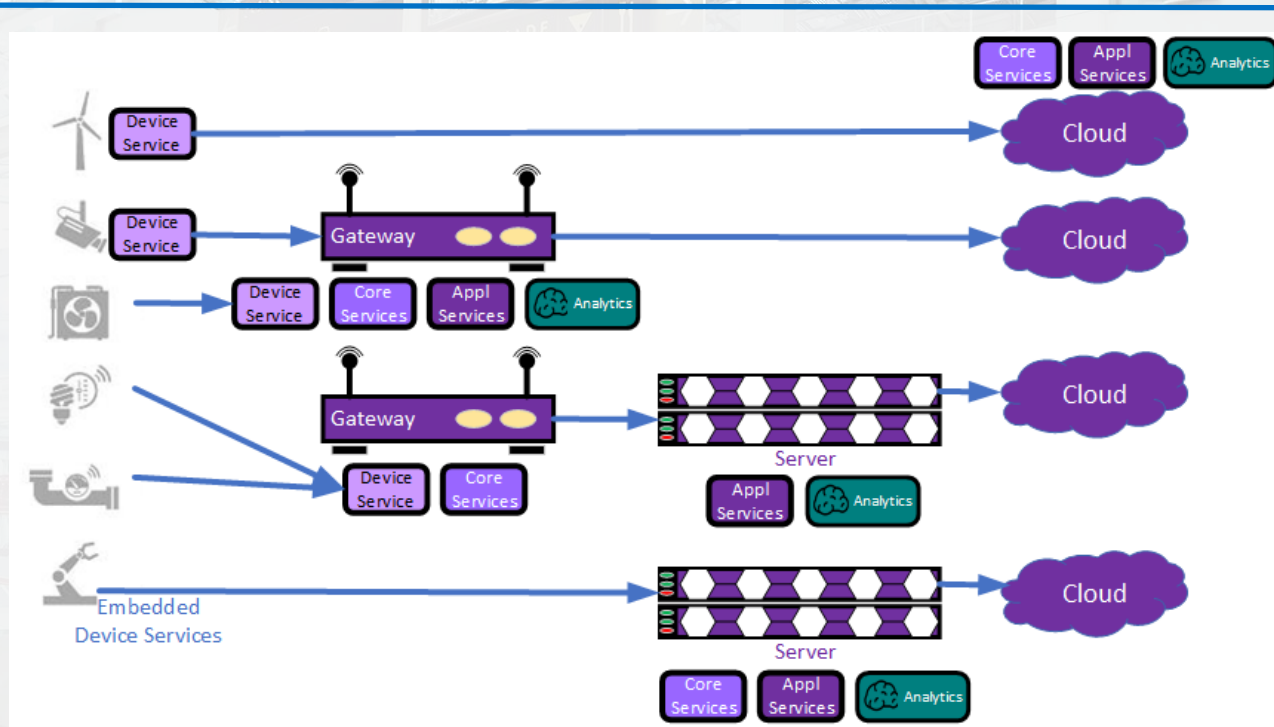 Core
Services
Appl
Services
Analytics
Device
Service
Cloud
Device
Service
Gateway
Cloud
Device
Service
Core
Services
Appl
Services
Analytics
Gateway
Cloud
Server
Device
Service
Core
Services
Appl
Services
Analytics
Embedded
Device Services
Cloud
Server
Core
Services
Appl
Services
Analytics